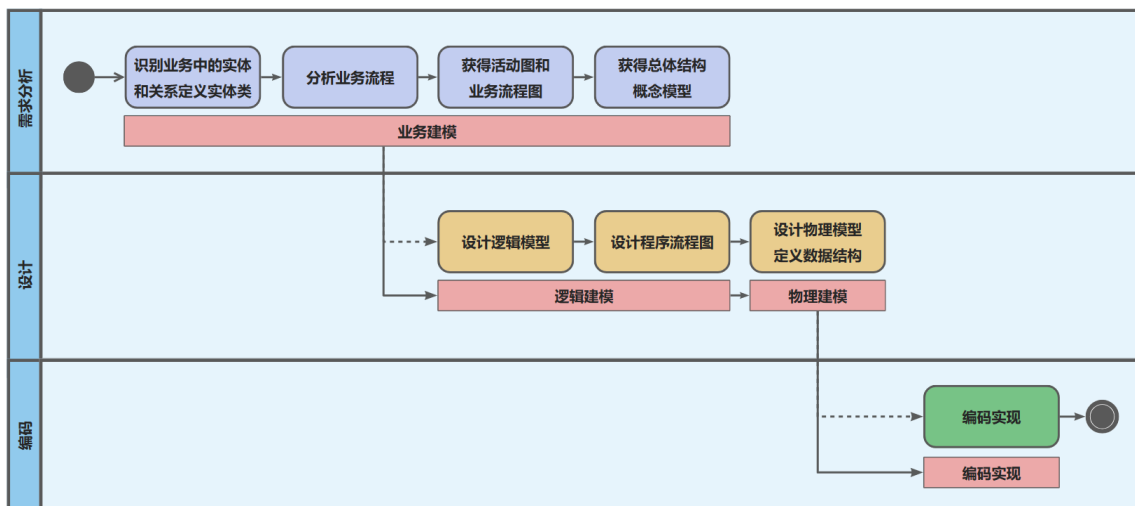 需求分析
识别业务中的实体
和关系定义实体类
分析业务流程
获得活动图和
业务流程图
获得总体结构
概念模型
业务建模
设计
设计逻辑模型
设计程序流程图
设计物理模型
定义数据结构
逻辑建模
物理建模
编码
编码实现
编码实现